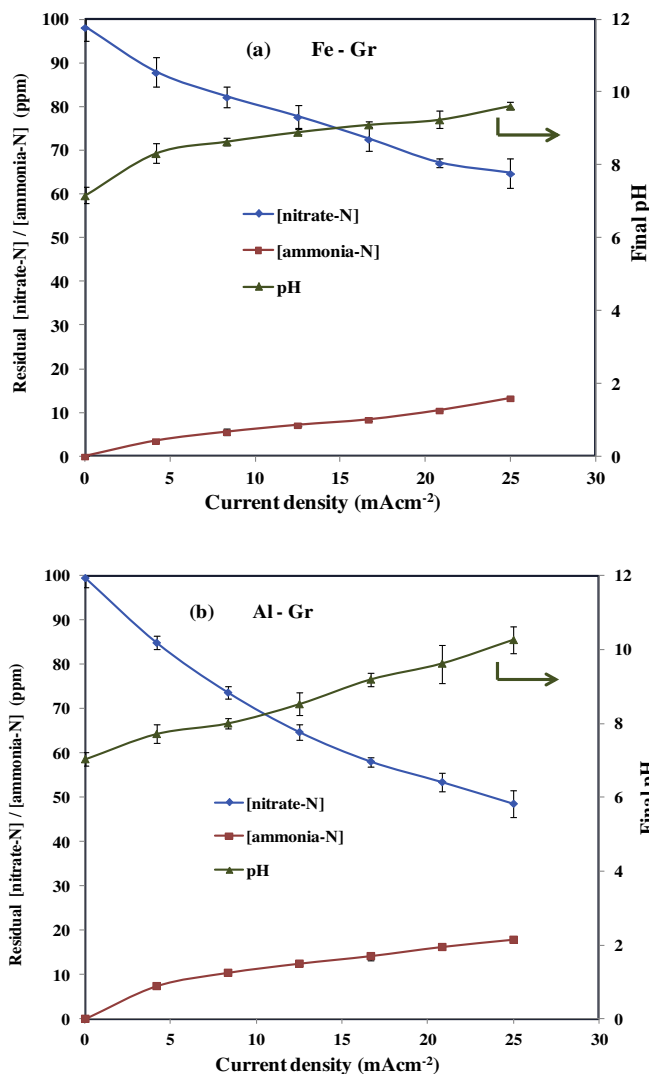 (a) Fe - Gr
100
90
80
70
60
50
40
30
20
10
0
Residual [nitrate-N] / [ammonia-N] (ppm)
12
10
8
6
4
2
0
Final pH
[nitrate-N]
[ammonia-N]
pH
0 5 10 15 20 25 30
Current density (mAcm-2)
(b) Al - Gr
100
90
80
70
60
50
40
30
20
10
0
Residual [nitrate-N] / [ammonia-N] (ppm)
12
10
8
6
4
2
0
Final pH
[nitrate-N]
[ammonia-N]
pH
0 5 10 15 20 25 30
Current density (mAcm-2)